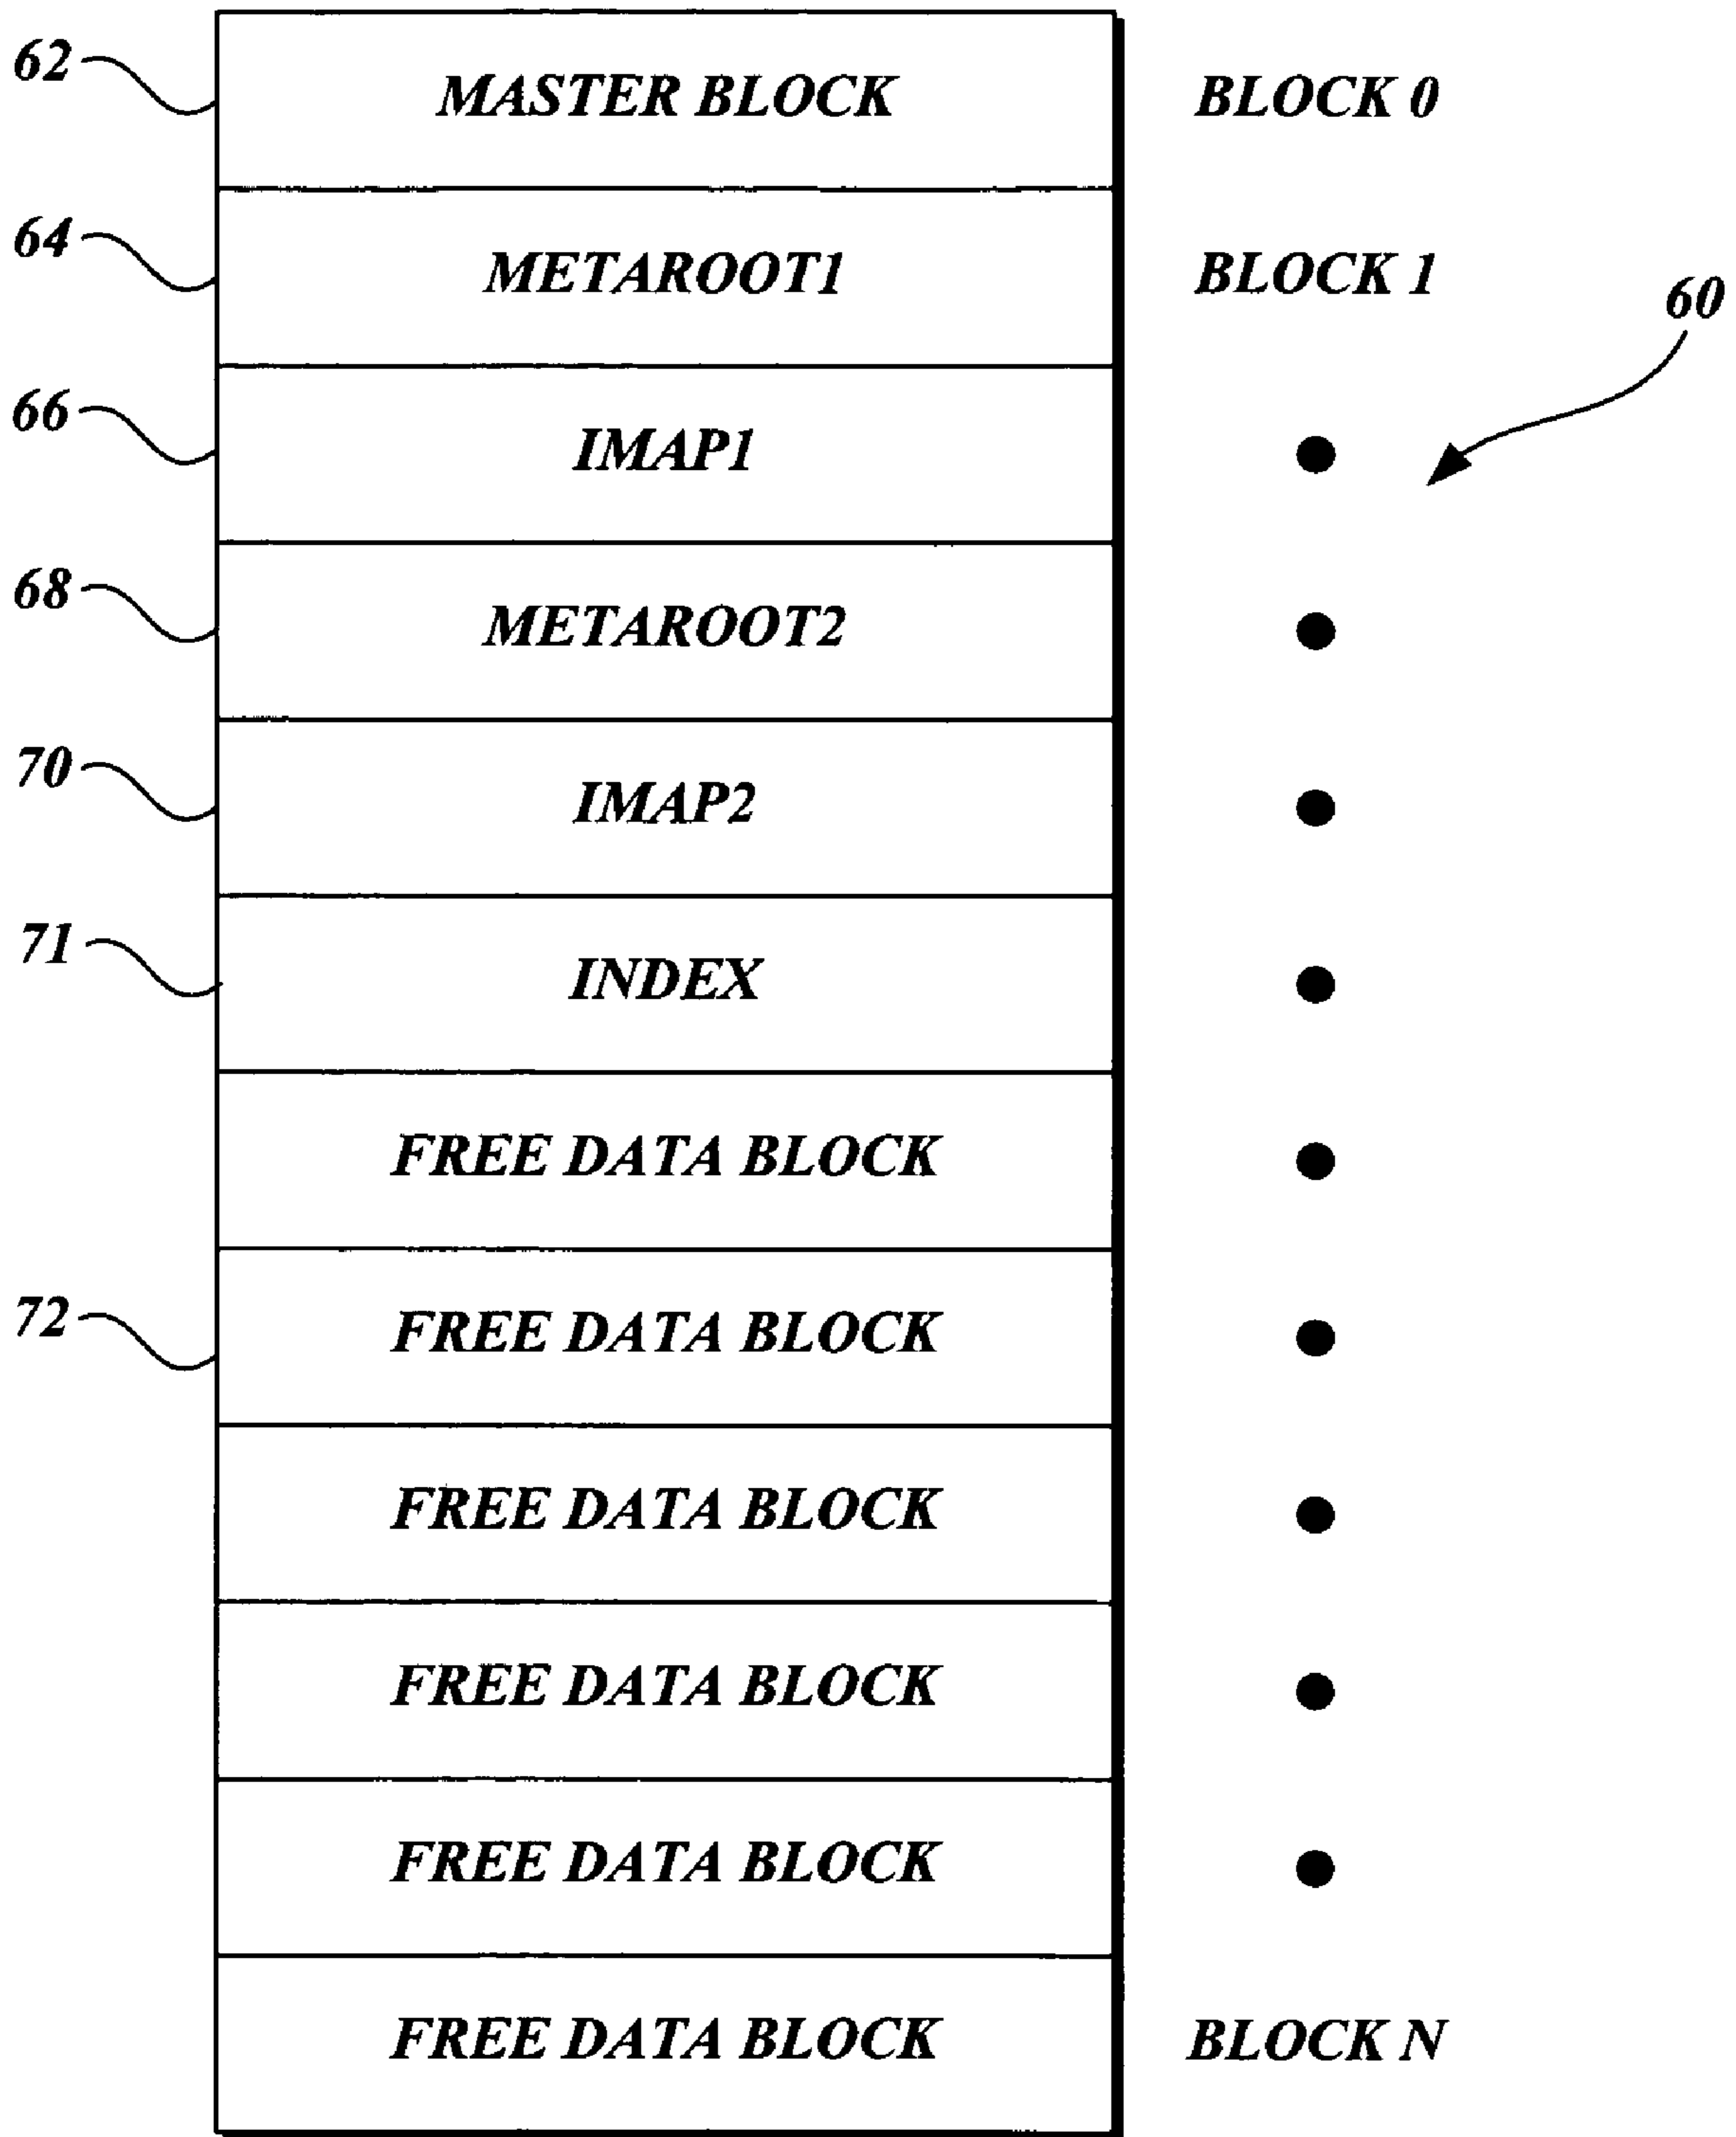 62 MASTER BLOCK BLOCK 0
64 METAROOT1 BLOCK 1
60
66 IMAP1
68 METAROOT2
70 IMAP2
71 INDEX
FREE DATA BLOCK
72 FREE DATA BLOCK
FREE DATA BLOCK
FREE DATA BLOCK
FREE DATA BLOCK
FREE DATA BLOCK BLOCK N